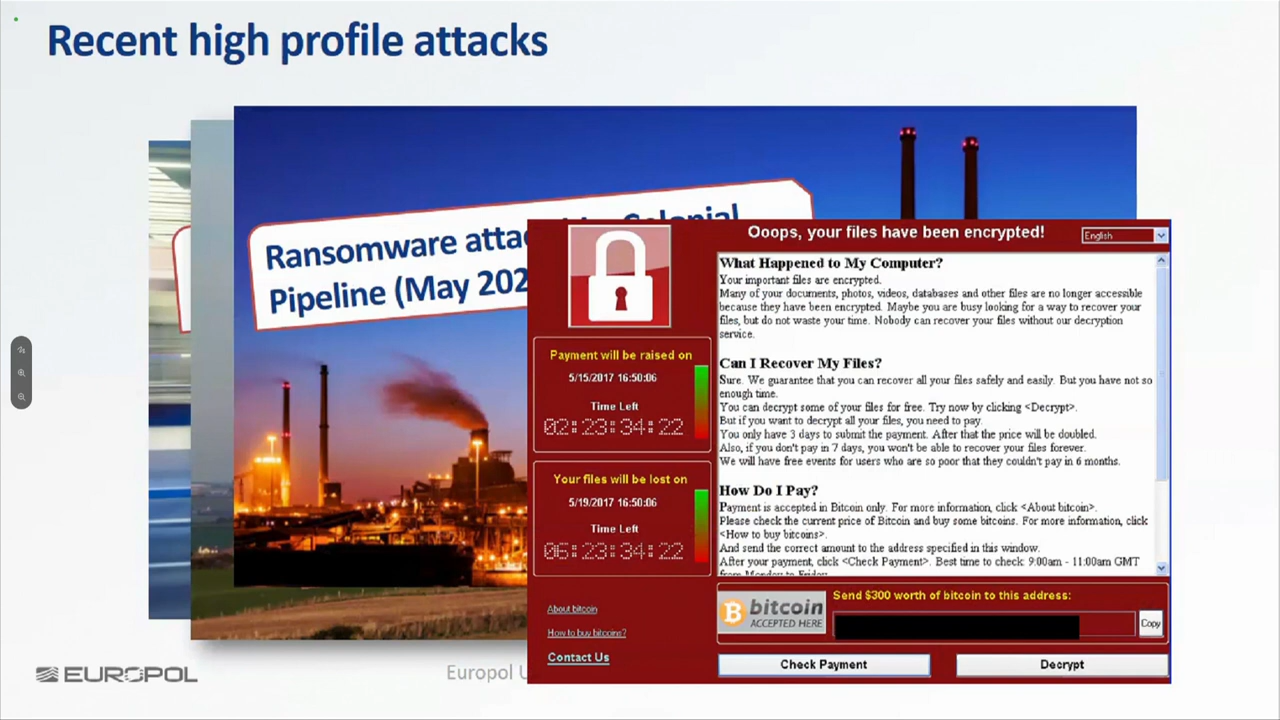 Recent high profile attacks
Ransomware atta
Colonial
Pipeline (May 202
Ooops, your files have been encrypted!
English
What Happened to My Computer?
Your important files are encrypted.
Many of your documents, photos, videos, databases and other files are no longer accessible
because they have been encrypted. Maybe you are busy looking for a way to recover your
files, but do not waste your time. Nobody can recover your files without our decryption
service.
Can I Recover My Files?
Sure. We guarantee that you can recover all your files safely and easily. But you have not so
enough time.
You can decrypt some of your files for free. Try now by clicking <Decrypt>.
But if you want to decrypt all your files, you need to pay.
You only have 3 days to submit the payment. After that the price will be doubled.
Also, if you don't pay in 7 days, you won't be able to recover your files forever.
We will have free events for users who are so poor that they couldn't pay in 6 months.
How Do I Pay?
Payment is accepted in Bitcoin only. For more information, click <About bitcoin>.
Please check the current price of Bitcoin and buy some bitcoins. For more information, click
<How to buy bitcoins>.
And send the correct amount to the address specified in this window.
After your payment, click <Check Payment>. Best time to check: 9:00am - 11:00am GMT
from Monday to Friday
Payment will be raised on
5/15/2017 16:50:06
Time Left
02:23:34:22
Your files will be lost on
5/19/2017 16:50:06
Time Left
06:23:34:22
About bitcoin
How to buy bitcoins?
Contact Us
bitcoin
ACCEPTED HERE
Send $300 worth of bitcoin to this address:
Copy
Check Payment
Decrypt
EUROPOL
Europol U